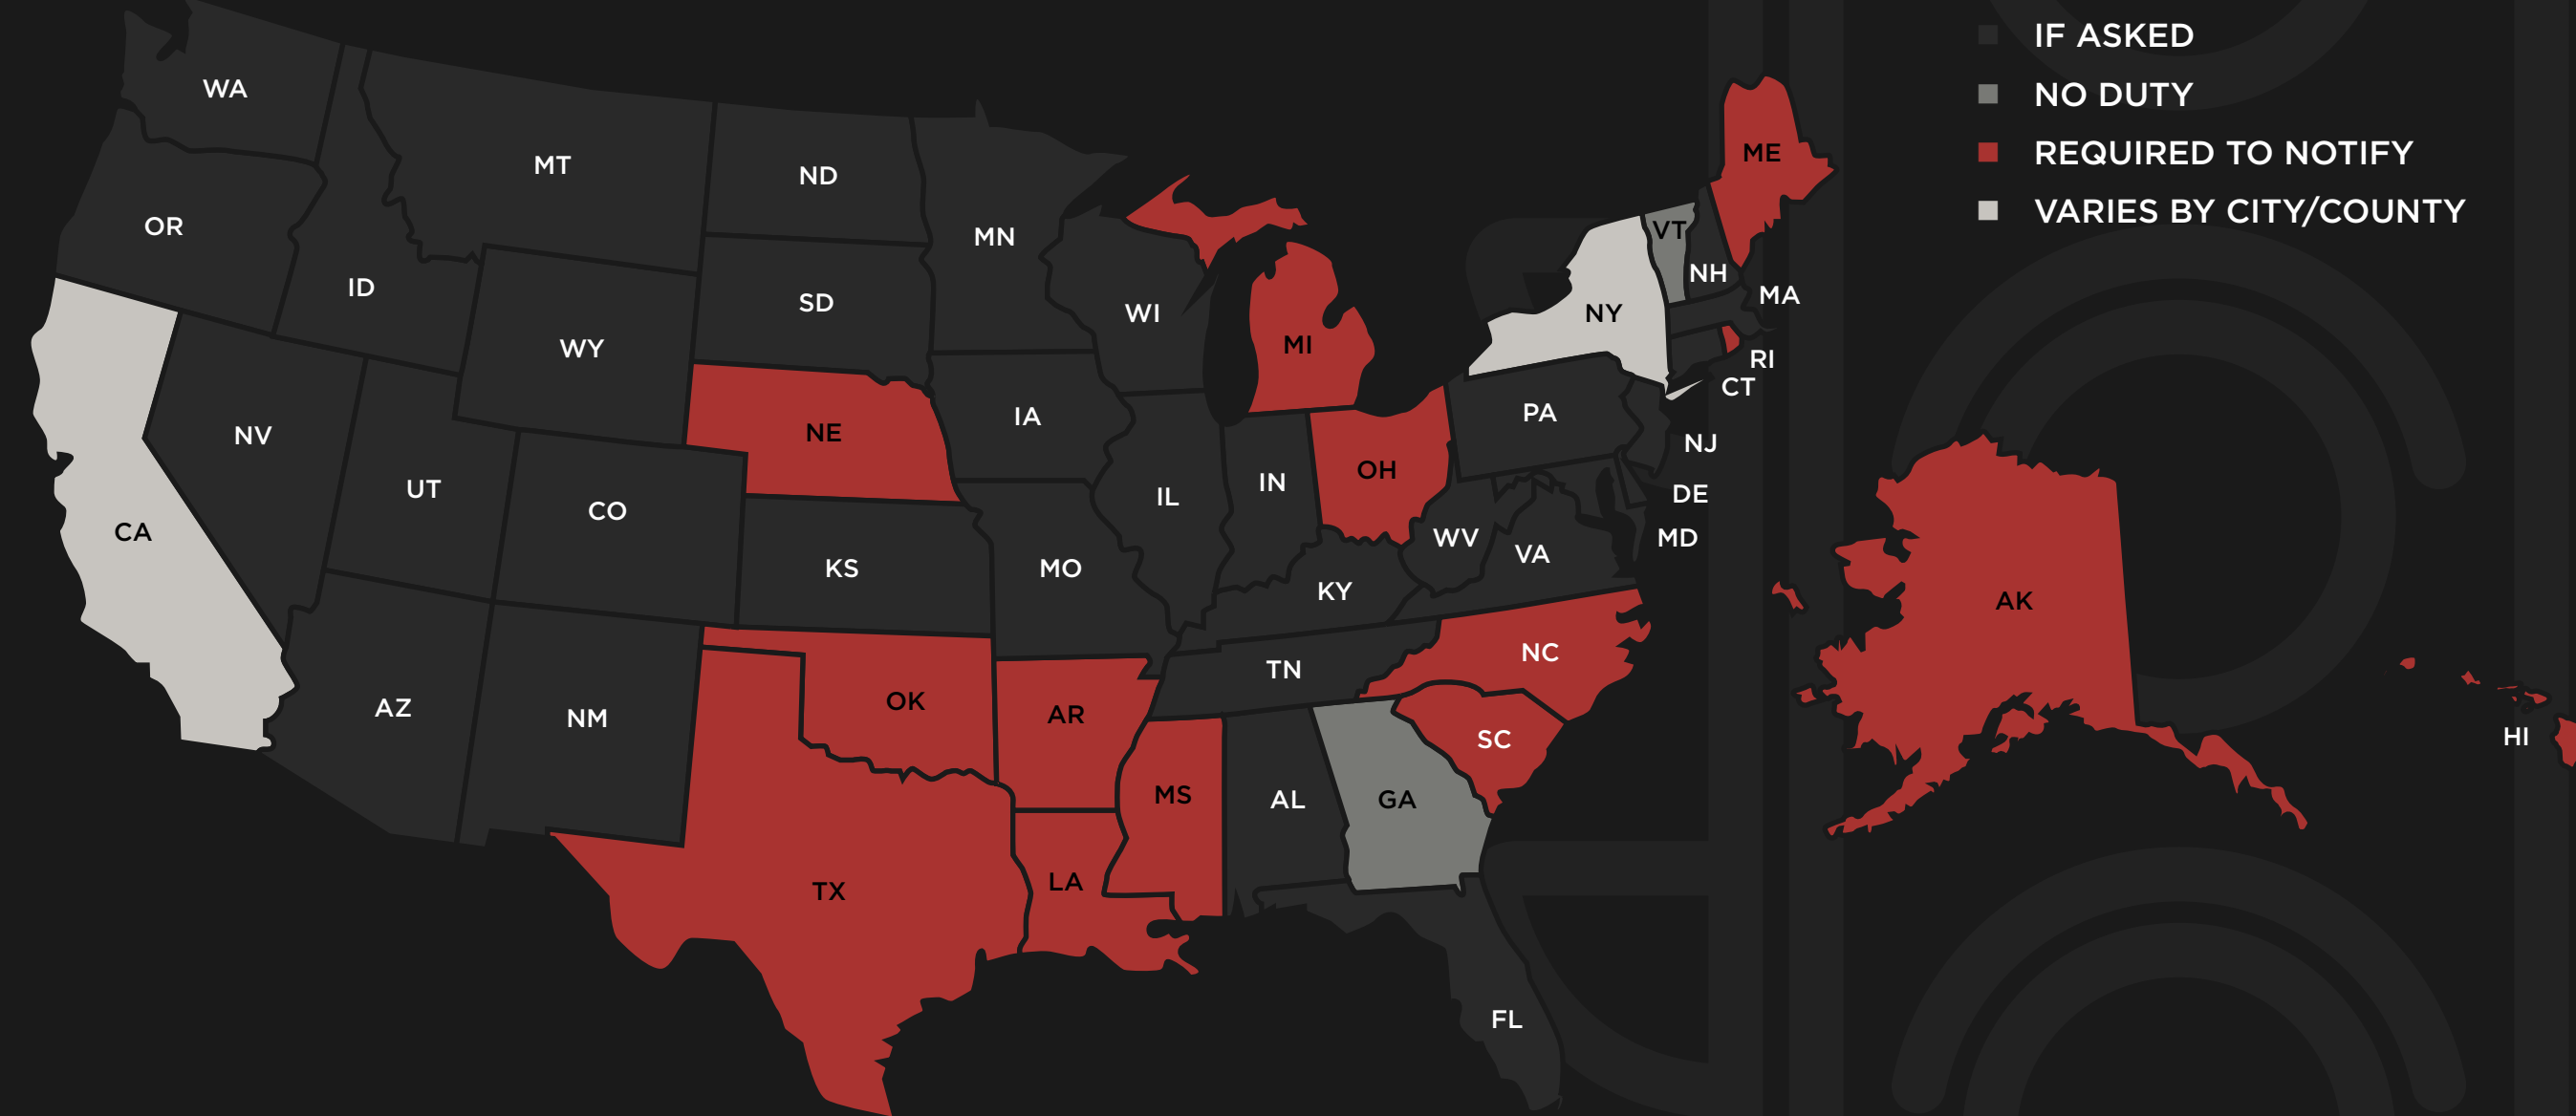 IF ASKED
NO DUTY
REQUIRED TO NOTIFY
VARIES BY CITY/COUNTY
WA
MT
ND
OR
ID
MN
ME
VT
NH
MA
SD
WI
NY
WY
MI
RI
CT
NV
NE
IA
PA
NJ
UT
CO
IL
IN
OH
DE
CA
KS
MO
KY
WV
VA
MD
AK
AZ
NM
OK
AR
TN
NC
SC
HI
TX
LA
MS
AL
GA
FL